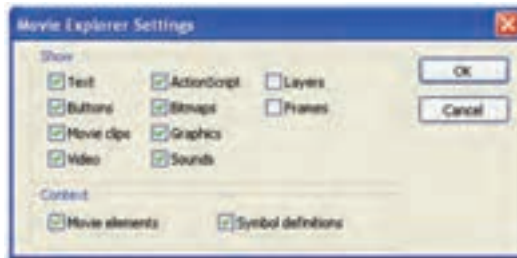 Movie Explorer Settings
Show
Text ActionScript Layers OK
Buttons Bitmaps Frames Cancel
Movie clips Graphics
Video Sounds
Context
Movie elements Symbol definitions